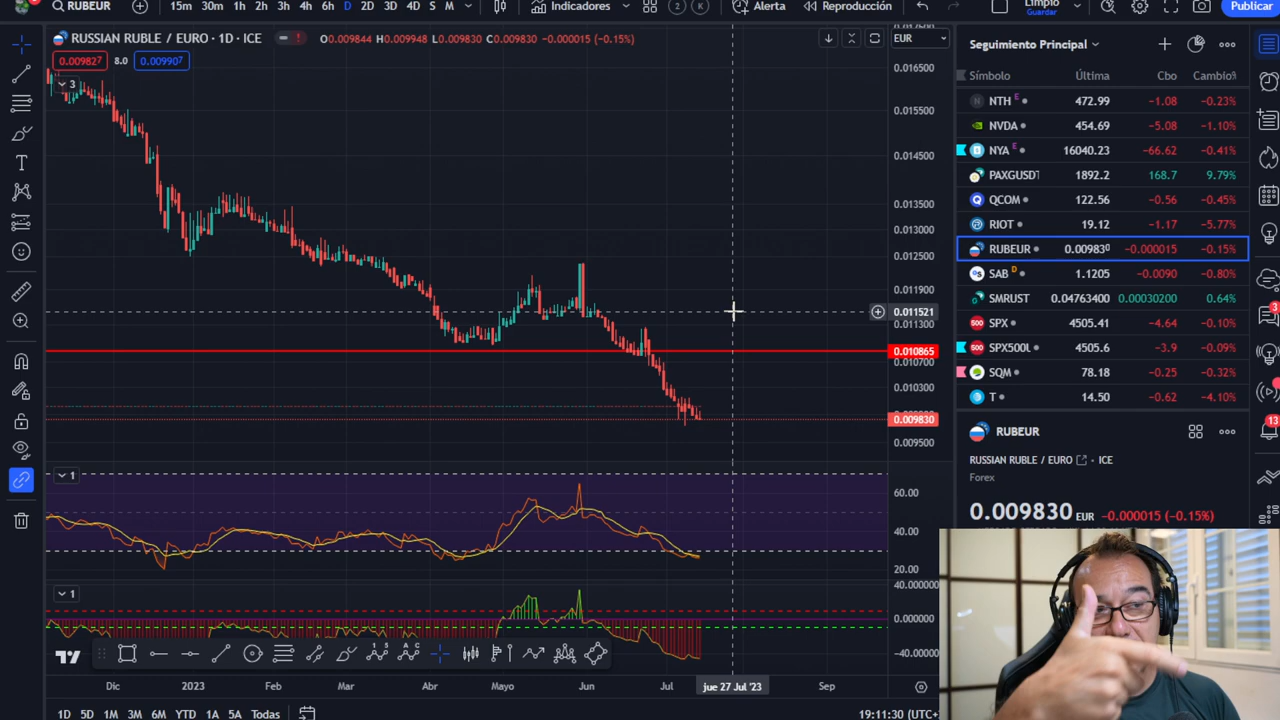 RUBEUR 15m 30m 1h 2h 3h 4h 6h D 2D 3D 4D S M Indicadores 2 K Alerta Reproducción Limpio Guardar Publicar
RUSSIAN RUBLE / EURO · 1D · ICE O0.009844 H0.009948 L0.009830 C0.009830 −0.000015 (−0.15%)
EUR
0.009827 8.0 0.009907
3
0.016500
0.015500
0.014500
0.013500
0.013000
0.012500
0.011900
0.011521
0.011300
0.010865
0.010700
0.010300
0.009830
0.009500
1
60.00
40.00
20.00
1
40.000000
0.000000
−40.00000
Dic 2023 Feb Mar Abr Mayo Jun Jul jue 27 Jul '23 Sep
1D 5D 1M 3M 6M YTD 1A 5A Todas
19:11:30 (UTC+
Seguimiento Principal
Símbolo Última Cbo Cambio%
NTH E 472.99 −1.08 −0.23%
NVDA 454.69 −5.08 −1.10%
NYA E 16040.23 −66.62 −0.41%
PAXGUSDT 1892.2 168.7 9.79%
QCOM 122.56 −0.56 −0.45%
RIOT 19.12 −1.17 −5.77%
RUBEUR 0.009830 −0.000015 −0.15%
SAB D 1.1205 −0.0090 −0.80%
SMRUST 0.04763400 0.00030200 0.64%
500 SPX 4505.41 −4.64 −0.10%
500 SPX500U 4505.6 −3.9 −0.09%
SQM 78.18 −0.25 −0.32%
T 14.50 −0.62 −4.10%
3
13
RUBEUR
RUSSIAN RUBLE / EURO · ICE
Forex
0.009830 EUR −0.000015 (−0.15%)